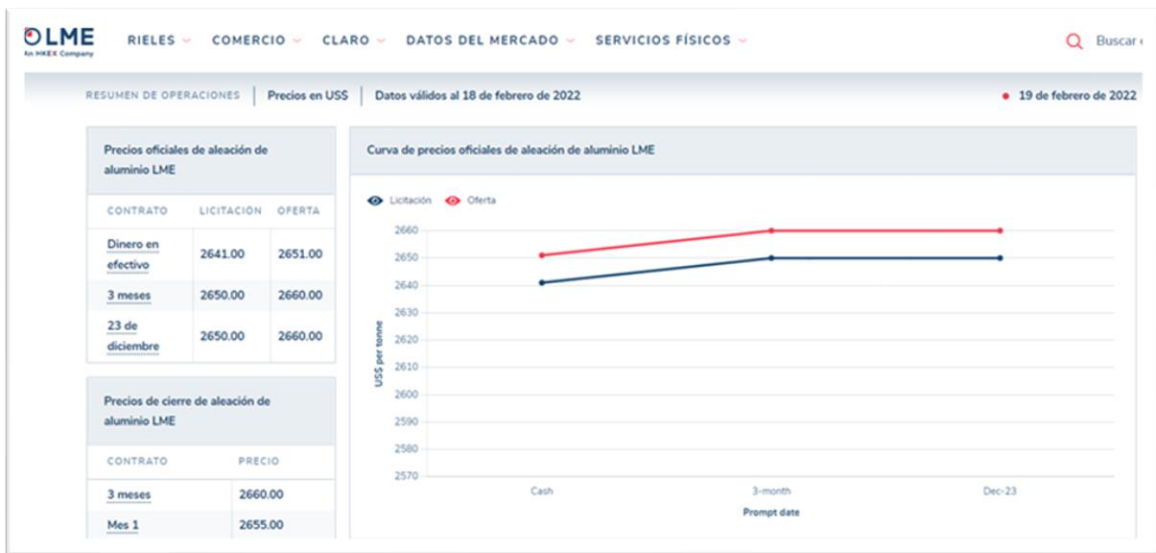 LME
An HKEX Company
RIELES COMERCIO CLARO DATOS DEL MERCADO SERVICIOS FÍSICOS
Buscar
RESUMEN DE OPERACIONES Precios en US$ Datos válidos al 18 de febrero de 2022 19 de febrero de 2022
Precios oficiales de aleación de
aluminio LME
CONTRATO LICITACIÓN OFERTA
Dinero en
efectivo
2641.00 2651.00
3 meses 2650.00 2660.00
23 de
diciembre
2650.00 2660.00
Precios de cierre de aleación de
aluminio LME
CONTRATO PRECIO
3 meses 2660.00
Mes 1 2655.00
Curva de precios oficiales de aleación de aluminio LME
Licitación Oferta
2660
2650
2640
2630
2620
2610
2600
2590
2580
2570
US$ per tonne
Cash 3-month Dec-23
Prompt date